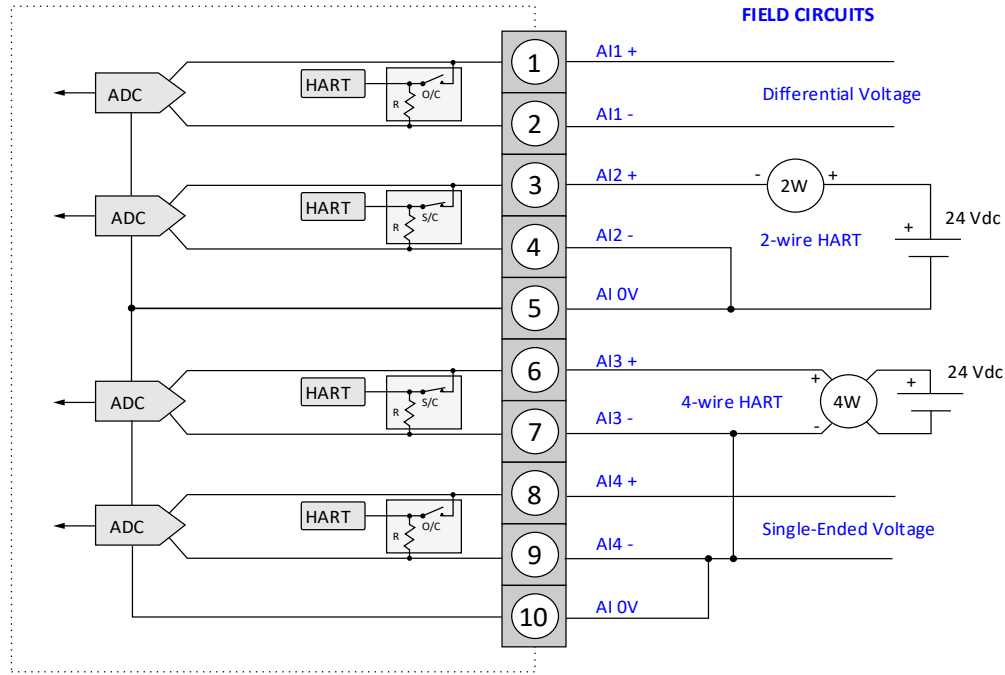 FIELD CIRCUITS
1
AI1 +
HART
O/C
R
ADC
Differential Voltage
2
AI1 -
3
AI2 +
- 2W +
HART
S/C
R
ADC
24 Vdc
+
4
AI2 -
2-wire HART
5
AI 0V
6
AI3 +
24 Vdc
+
+
HART
S/C
R
ADC
4-wire HART
4W
7
AI3 -
-
8
AI4 +
HART
O/C
R
ADC
Single-Ended Voltage
9
AI4 -
10
AI 0V